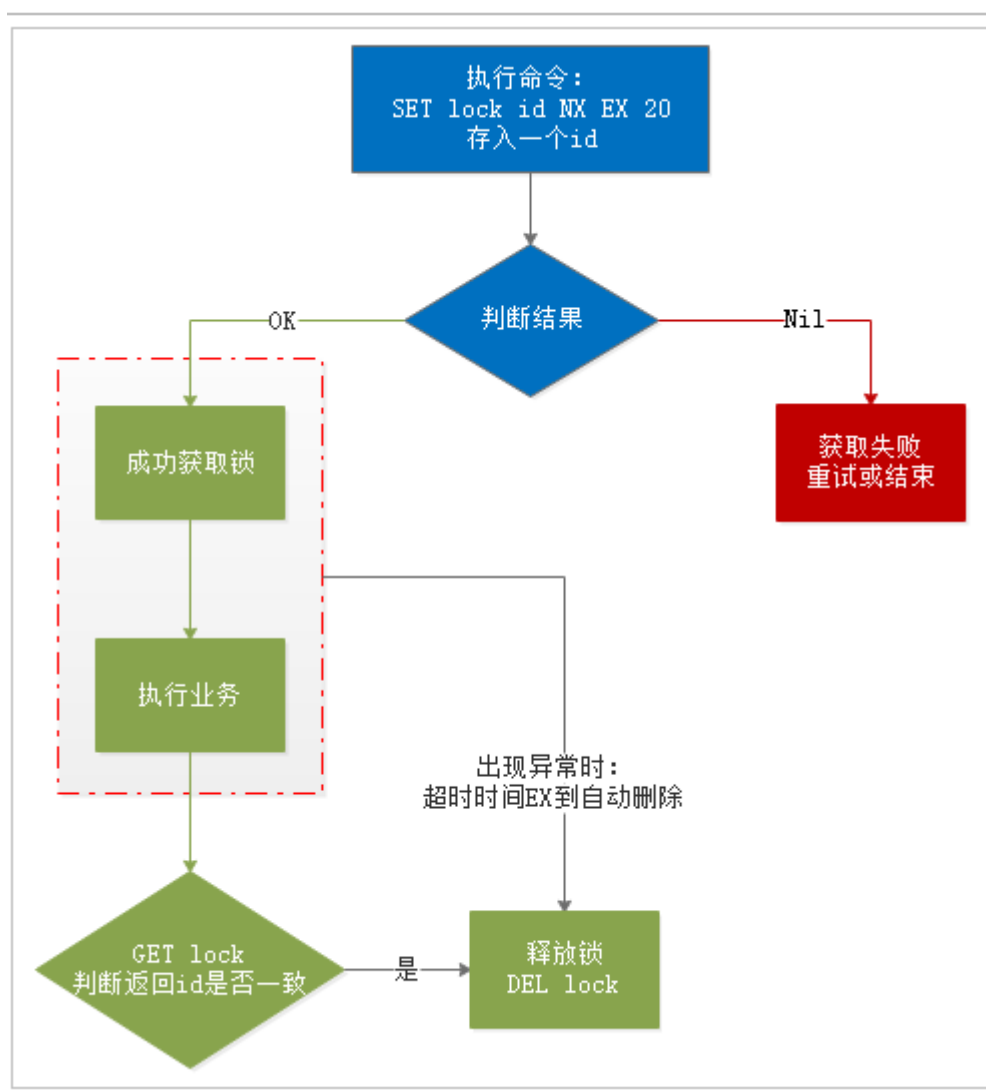 执行命令:
SET lock id NX EX 20
存入一个id
判断结果
OK
Nil
成功获取锁
获取失败
重试或结束
执行业务
出现异常时:
超时时间EX到自动删除
GET lock
判断返回id是否一致
是
释放锁
DEL lock